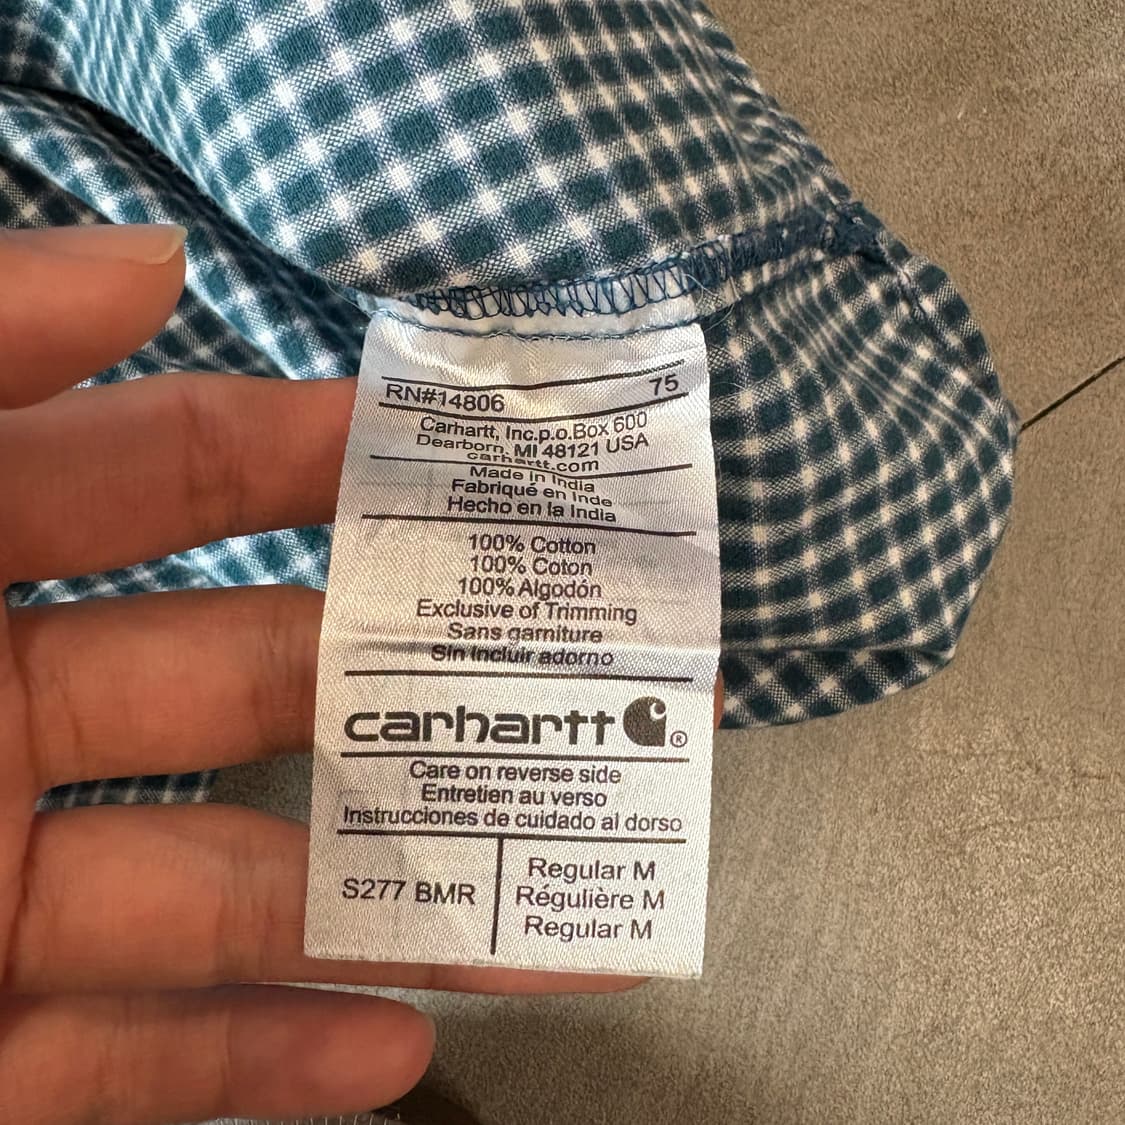 RN#14806 75
Carhartt, Inc.p.o.Box 600
Dearborn, MI 48121 USA
carhartt.com
Made in India
Fabriqué en Inde
Hecho en la India
100% Cotton
100% Coton
100% Algodón
Exclusive of Trimming
Sans garniture
Sin incluir adorno
carhartt ®
Care on reverse side
Entretien au verso
Instrucciones de cuidado al dorso
S277 BMR
Regular M
Régulière M
Regular M